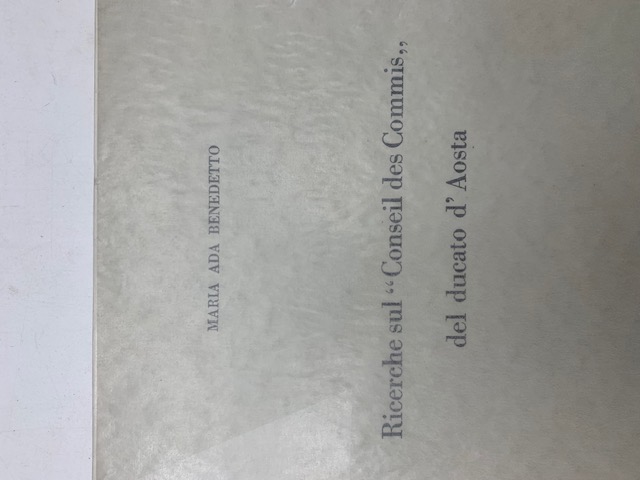 MARIA ADA BENEDETTO
Ricerche sul “Conseil des Commis„
del ducato d' Aosta